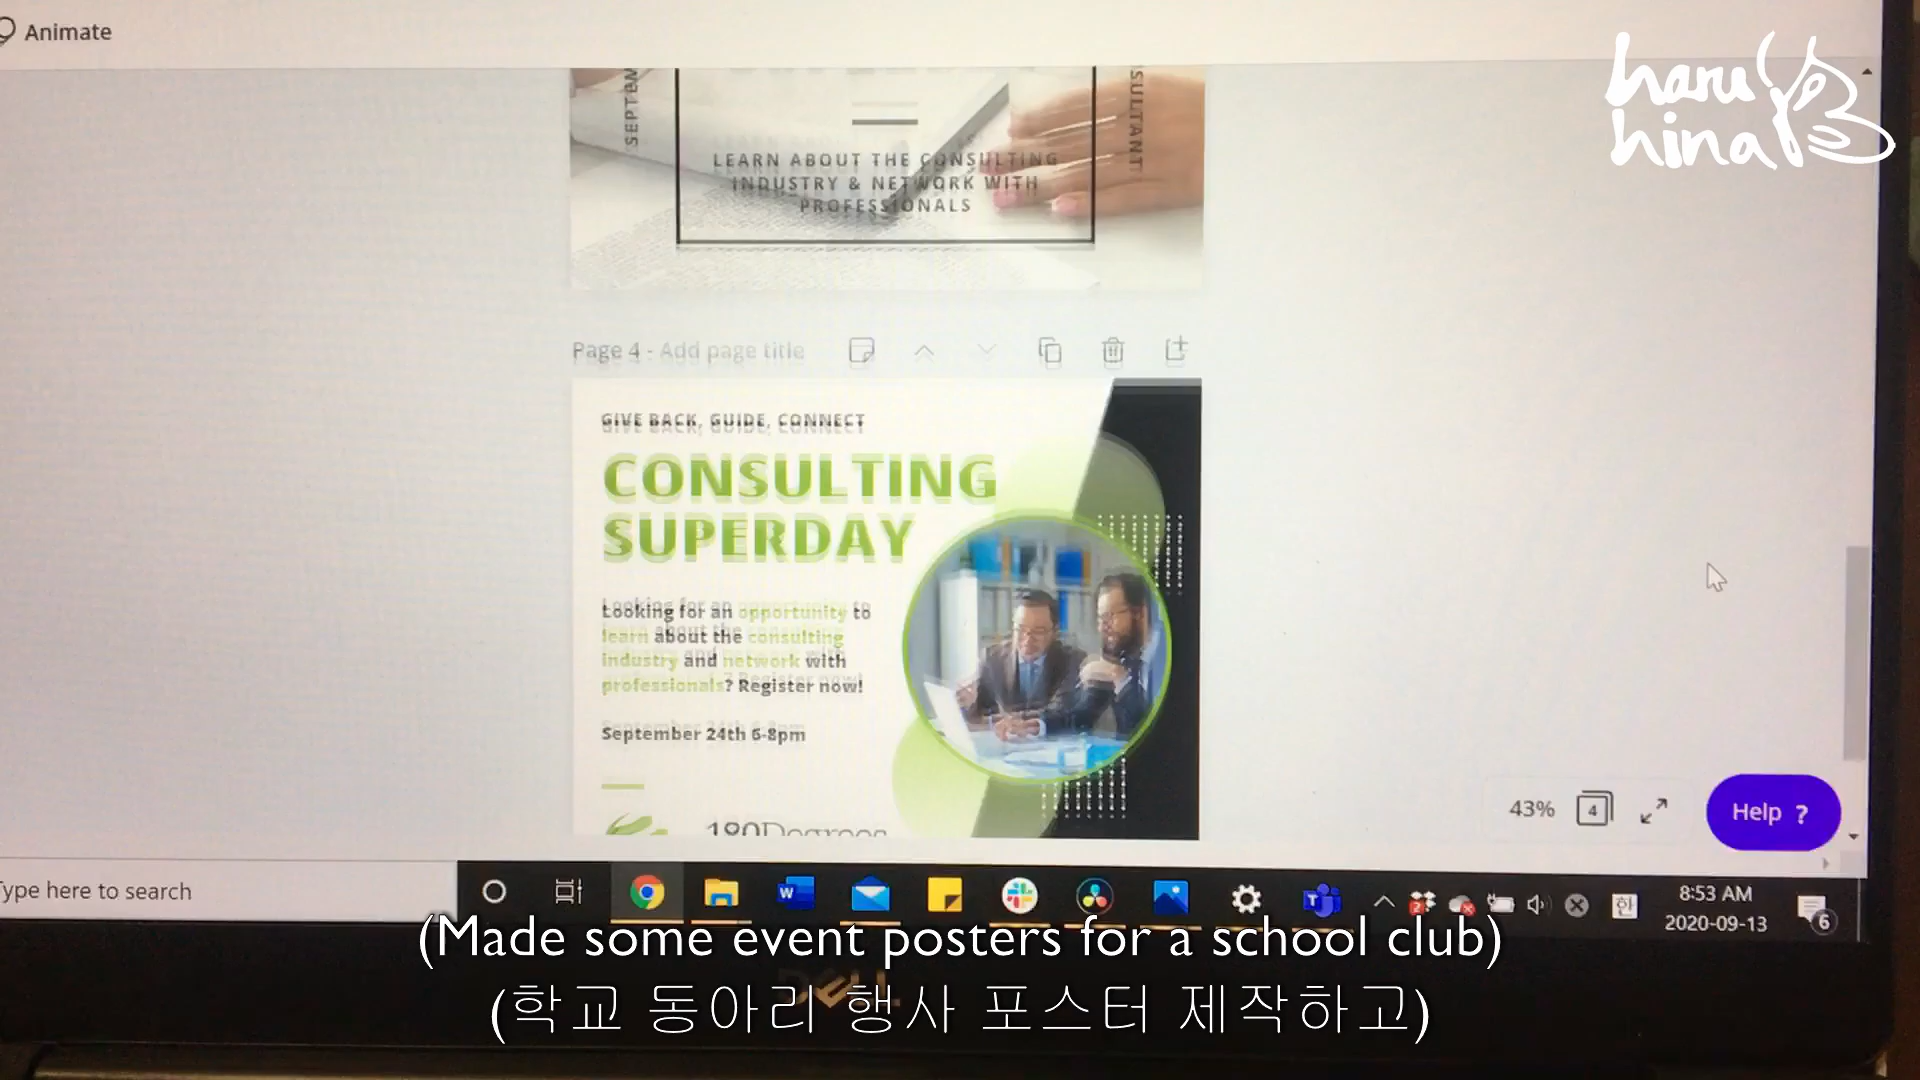 Animate
haru
hina
SEPTEM
SULTANT
LEARN ABOUT THE CONSULTING
INDUSTRY & NETWORK WITH
PROFESSIONALS
Page 4 - Add page title
GIVE BACK, GUIDE, CONNECT
CONSULTING
SUPERDAY
Looking for an opportunity to
learn about the consulting
industry and network with
professionals? Register now!
September 24th 6-8pm
180Degrees
43%
4
Help ?
Type here to search
한
8:53 AM
2020-09-13
6
(Made some event posters for a school club)
DELL
(학교 동아리 행사 포스터 제작하고)